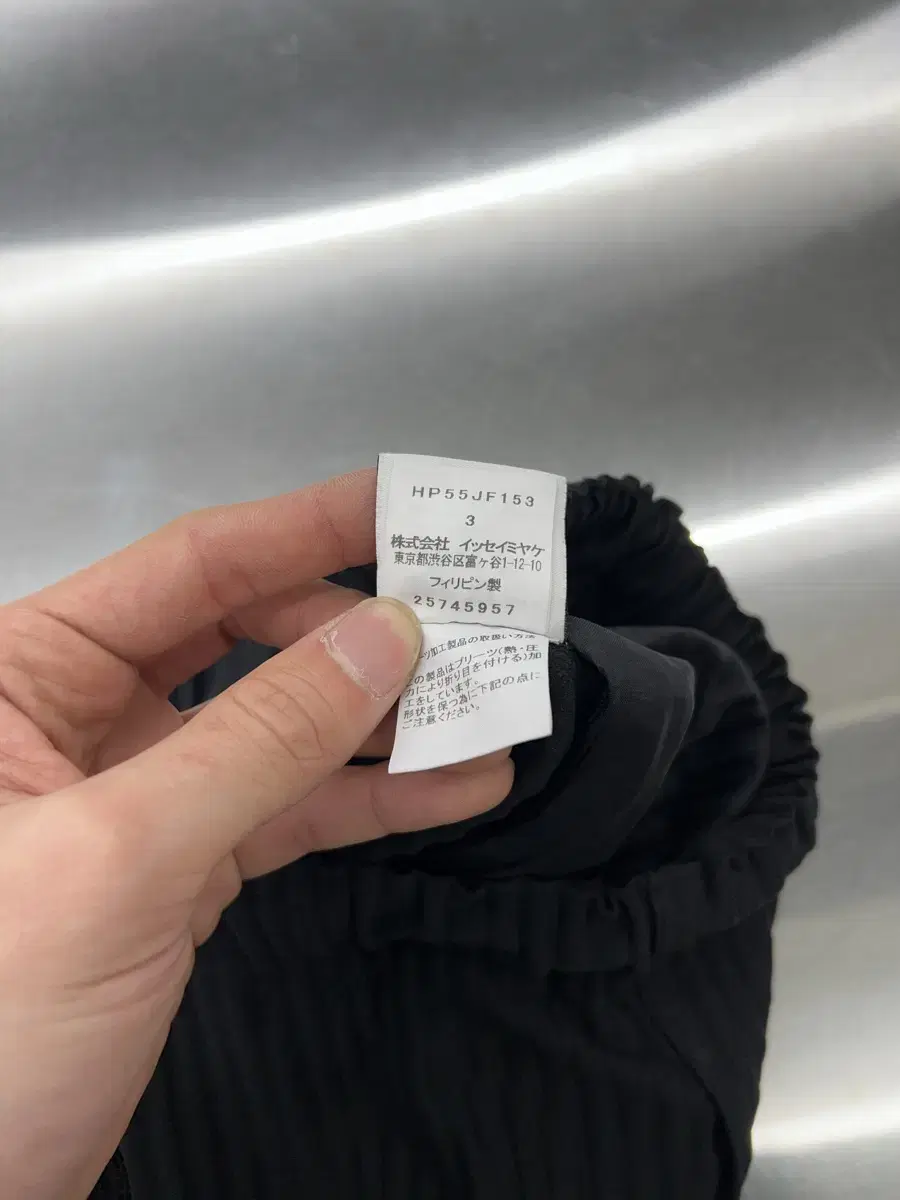 HP55JF153
3
株式会社 イッセイミヤケ
東京都渋谷区富ヶ谷1-12-10
フィリピン製
25745957
ツ加工製品の取扱い方法
の製品はプリーツ(熱・圧
力により折り目を付ける)加
工をしています。
形状を保つ為に下記の点に
ご注意ください。